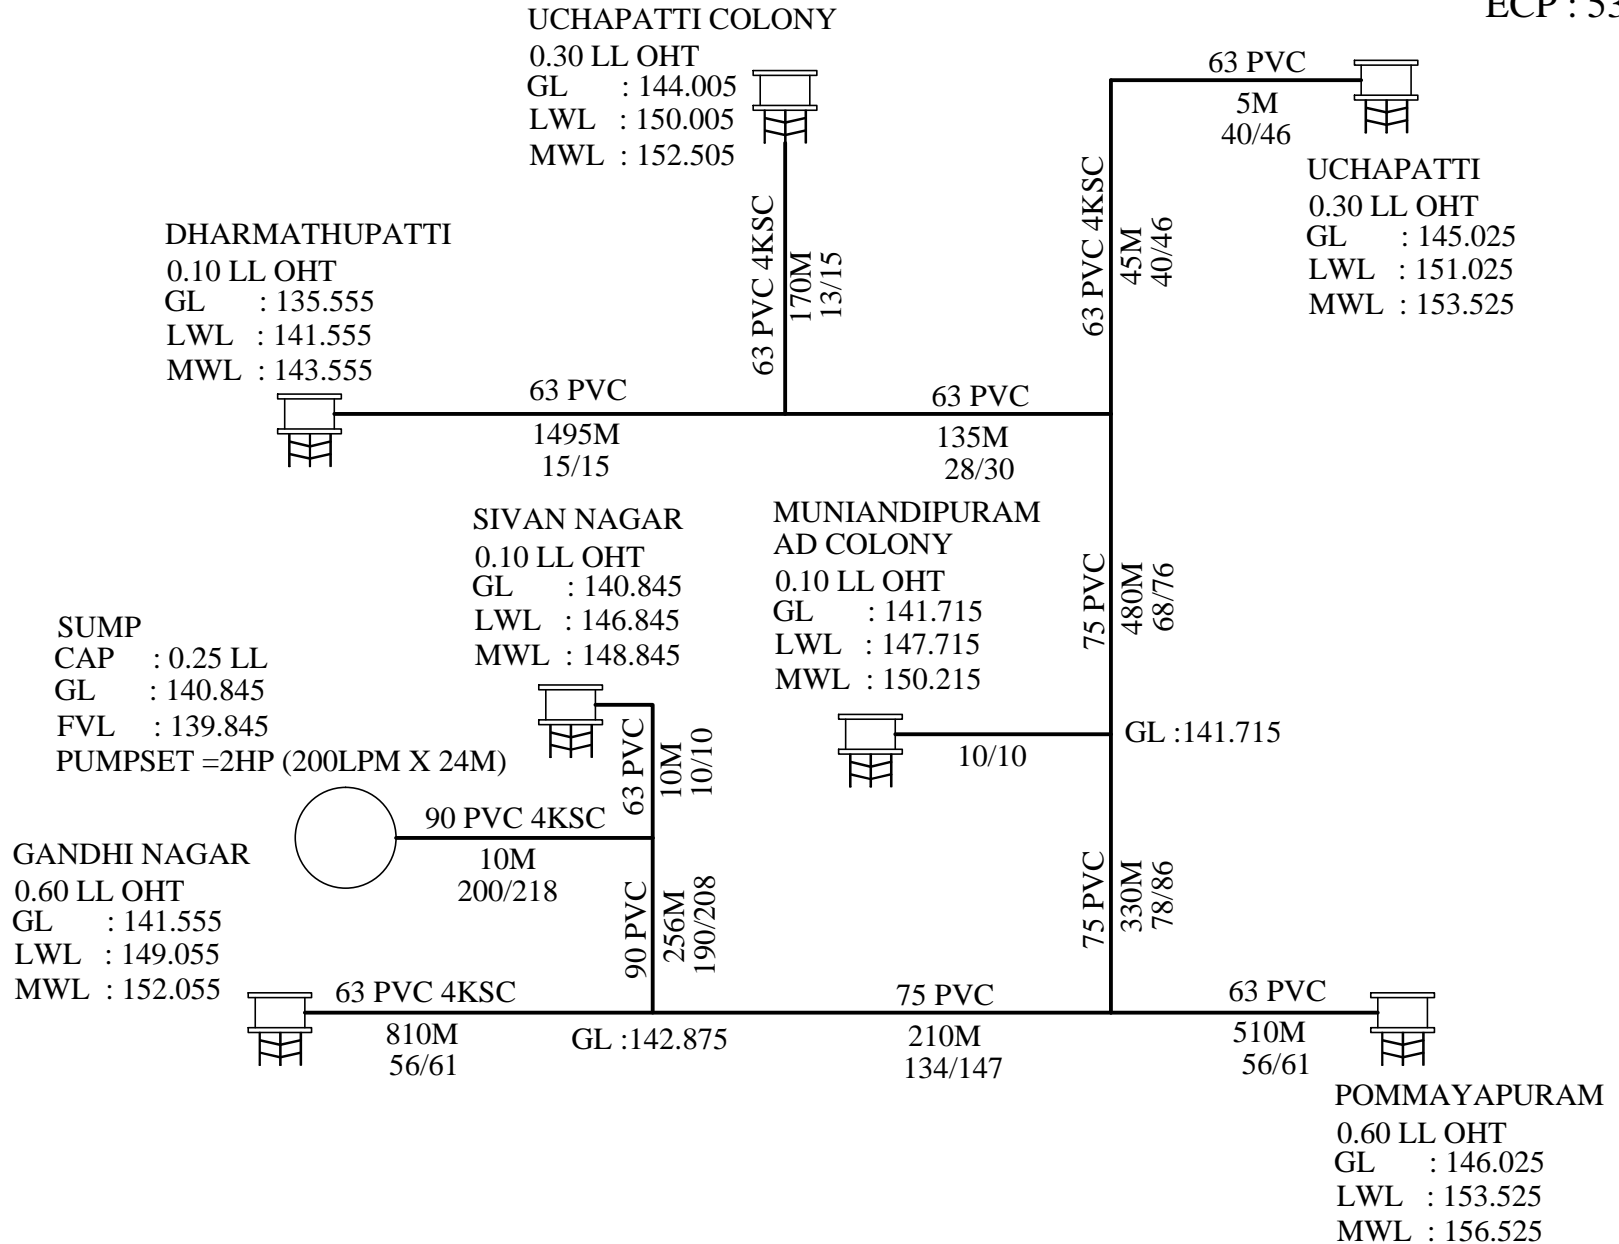 ECP : 53
UCHAPATTI COLONY
0.30 LL OHT
GL : 144.005
LWL : 150.005
MWL : 152.505
63 PVC
5M
40/46
UCHAPATTI
0.30 LL OHT
GL : 145.025
LWL : 151.025
MWL : 153.525
63 PVC 4KSC
45M
40/46
63 PVC 4KSC
170M
13/15
DHARMATHUPATTI
0.10 LL OHT
GL : 135.555
LWL : 141.555
MWL : 143.555
63 PVC
1495M
15/15
63 PVC
135M
28/30
SIVAN NAGAR
0.10 LL OHT
GL : 140.845
LWL : 146.845
MWL : 148.845
MUNIANDIPURAM
AD COLONY
0.10 LL OHT
GL : 141.715
LWL : 147.715
MWL : 150.215
75 PVC
480M
68/76
SUMP
CAP : 0.25 LL
GL : 140.845
FVL : 139.845
PUMPSET =2HP (200LPM X 24M)
63 PVC
10M
10/10
10/10
GL :141.715
90 PVC 4KSC
10M
200/218
GANDHI NAGAR
0.60 LL OHT
GL : 141.555
LWL : 149.055
MWL : 152.055
90 PVC
256M
190/208
75 PVC
330M
78/86
63 PVC 4KSC
810M
56/61
GL :142.875
75 PVC
210M
134/147
63 PVC
510M
56/61
POMMAYAPURAM
0.60 LL OHT
GL : 146.025
LWL : 153.525
MWL : 156.525